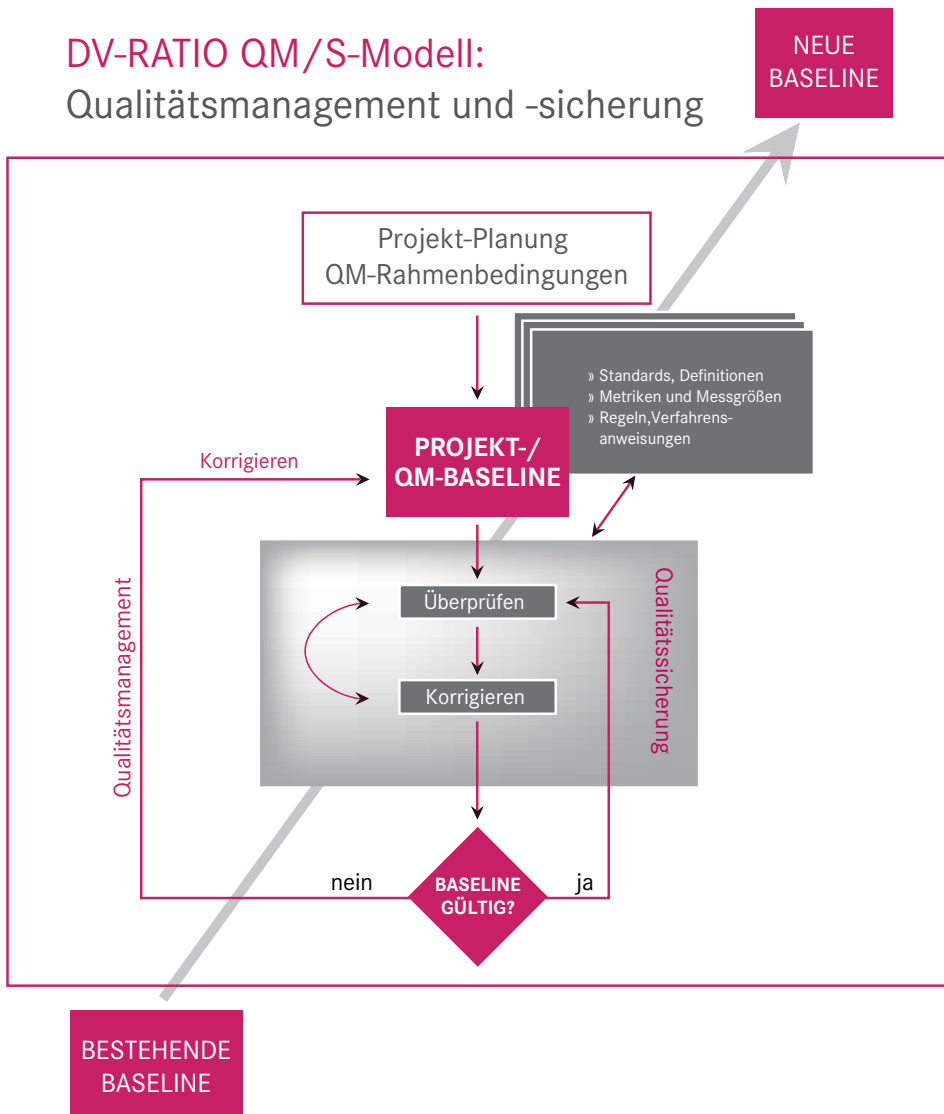 DV-RATIO QM/S-Modell:
Qualitätsmanagement und -sicherung
NEUE
BASELINE
Projekt-Planung
QM-Rahmenbedingungen
» Standards, Definitionen
» Metriken und Messgrößen
» Regeln,Verfahrens-
anweisungen
PROJEKT-/
QM-BASELINE
Korrigieren
Qualitätsmanagement
Überprüfen
Korrigieren
Qualitätssicherung
nein
BASELINE
GÜLTIG?
ja
BESTEHENDE
BASELINE